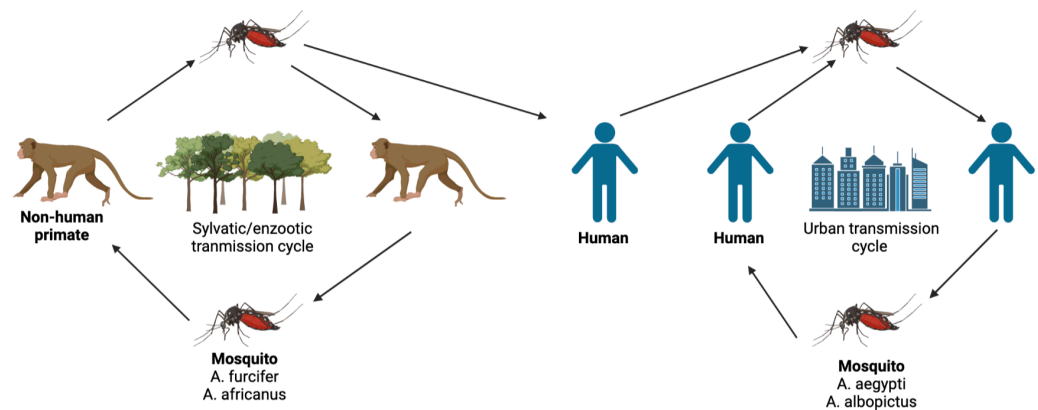 Non-human
primate
Sylvatic/enzootic
tranmission cycle
Mosquito
A. furcifer
A. africanus
Human
Human
Urban transmission
cycle
Mosquito
A. aegypti
A. albopictus